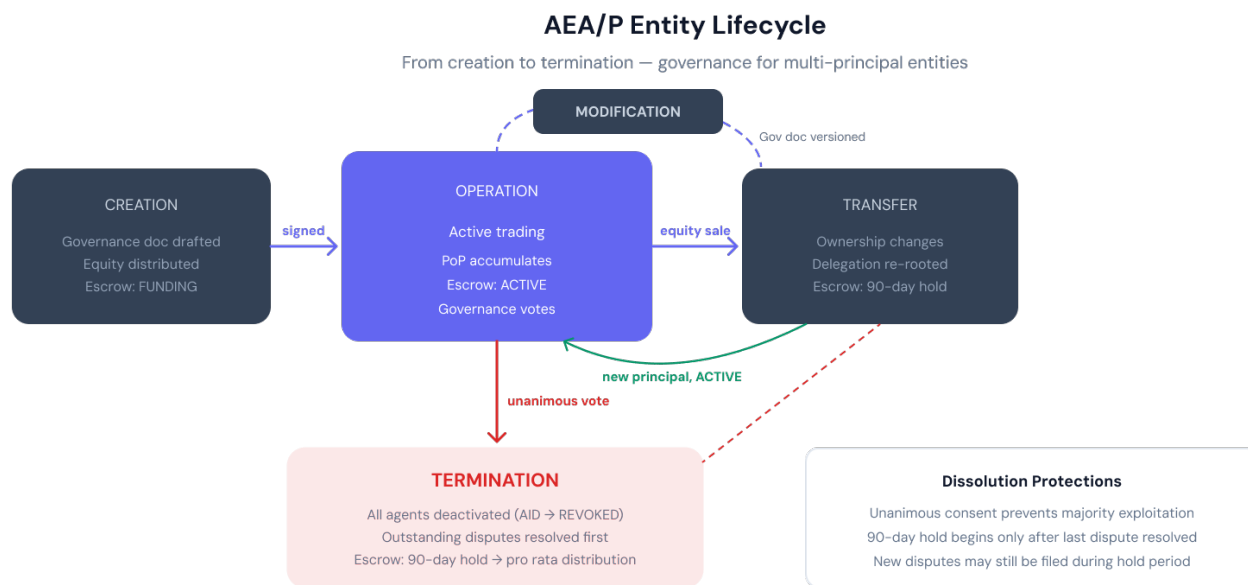 AEA/P Entity Lifecycle
From creation to termination — governance for multi-principal entities
MODIFICATION
Gov doc versioned
CREATION
Governance doc drafted
Equity distributed
Escrow: FUNDING
signed
OPERATION
Active trading
PoP accumulates
Escrow: ACTIVE
Governance votes
equity sale
TRANSFER
Ownership changes
Delegation re-rooted
Escrow: 90-day hold
new principal, ACTIVE
unanimous vote
TERMINATION
All agents deactivated (AID → REVOKED)
Outstanding disputes resolved first
Escrow: 90-day hold → pro rata distribution
Dissolution Protections
Unanimous consent prevents majority exploitation
90-day hold begins only after last dispute resolved
New disputes may still be filed during hold period